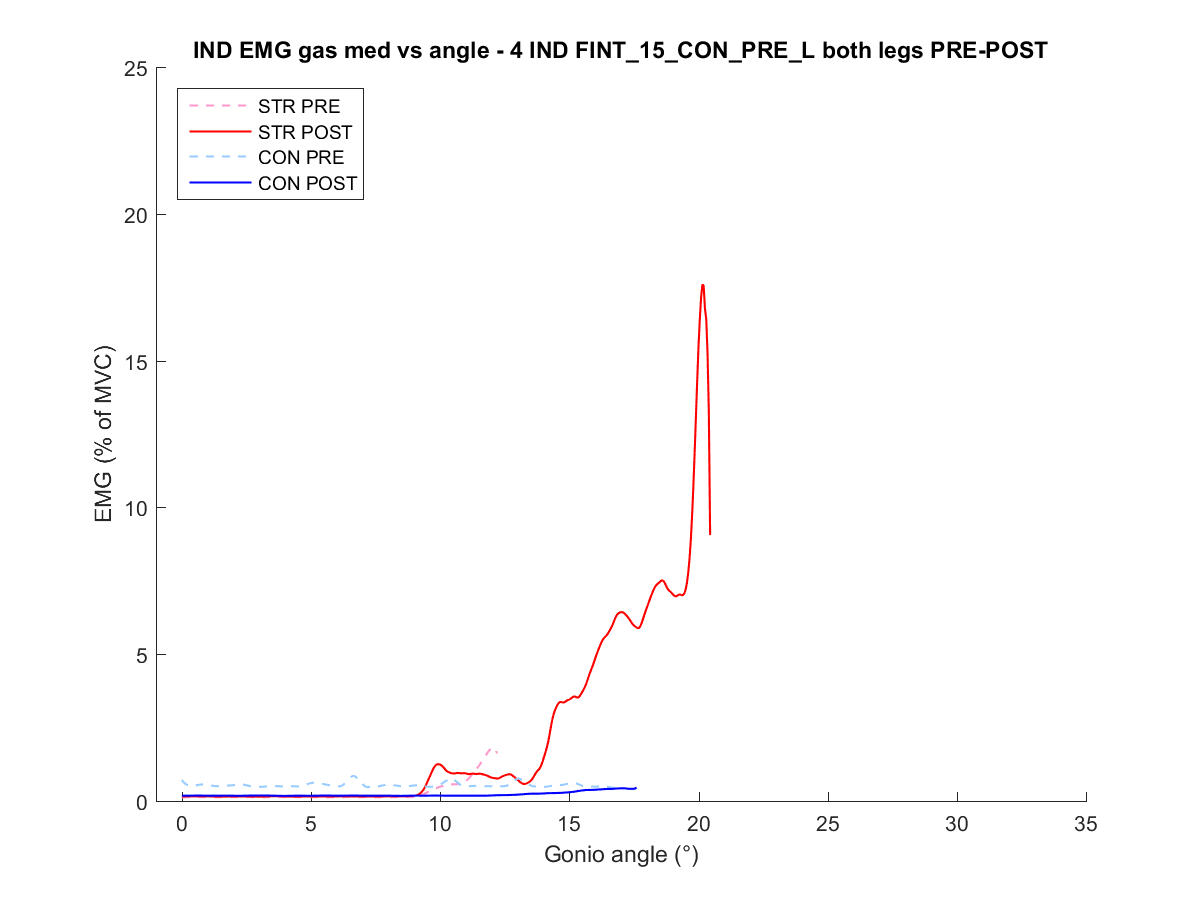 IND EMG gas med vs angle - 4 IND FINT_15_CON_PRE_L both legs PRE-POST
25
STR PRE
STR POST
CON PRE
CON POST
20
15
10
5
0
EMG (% of MVC)
0 5 10 15 20 25 30 35
Gonio angle (°)